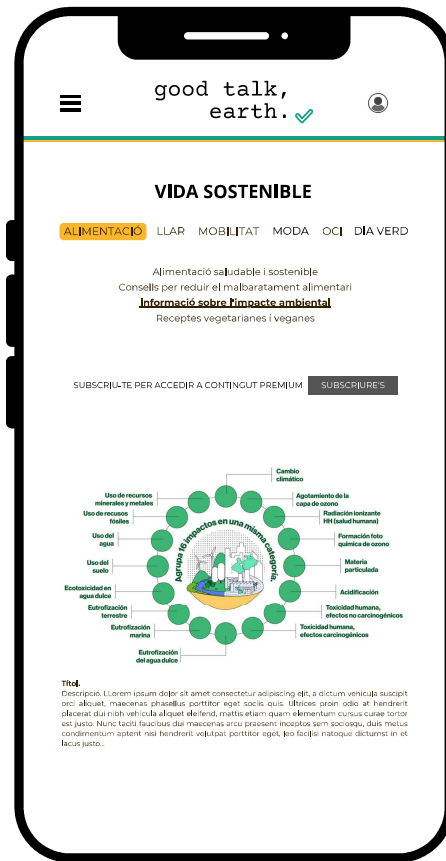 good talk,
earth.
VIDA SOSTENIBLE
ALIMENTACIÓ LLAR MOBILITAT MODA OCI DIA VERD
Alimentació saludable i sostenible
Consells per reduir el malbaratament alimentari
Informació sobre l'impacte ambiental
Receptes vegetarianes i veganes
SUBSCRIU-TE PER ACCEDIR A CONTINGUT PREMIUM SUBSCRIURE'S
Agrupa 16 impactos en una misma categoría.
Cambio
climático
Agotamiento de la
capa de ozono
Radiación ionizante
HH (salud humana)
Formación foto
química de ozono
Materia
particulada
Acidificación
Toxicidad humana,
efectos no carcinogénicos
Toxicidad humana,
efectos carcinogénicos
Eutrofización
del agua dulce
Eutrofización
marina
Eutrofización
terrestre
Ecotoxicidad en
agua dulce
Uso del
suelo
Uso del
agua
Uso de recusos
fósiles
Uso de recursos
minerales y metales
Títol.
Descripció. LLorem ipsum dolor sit amet consectetur adipiscing elit, a dictum vehicula suscipit
orci aliquet, maecenas phasellus porttitor eget sociis quis. Ultrices proin odio at hendrerit
placerat dui nibh vehicula aliquet eleifend, mattis etiam quam elementum cursus curae tortor
est justo. Nunc taciti faucibus dui maecenas arcu praesent inceptos sem sociosqu, duis metus
condimentum aptent nisi hendrerit volutpat porttitor eget, leo facilisi natoque dictumst in et
lacus justo...